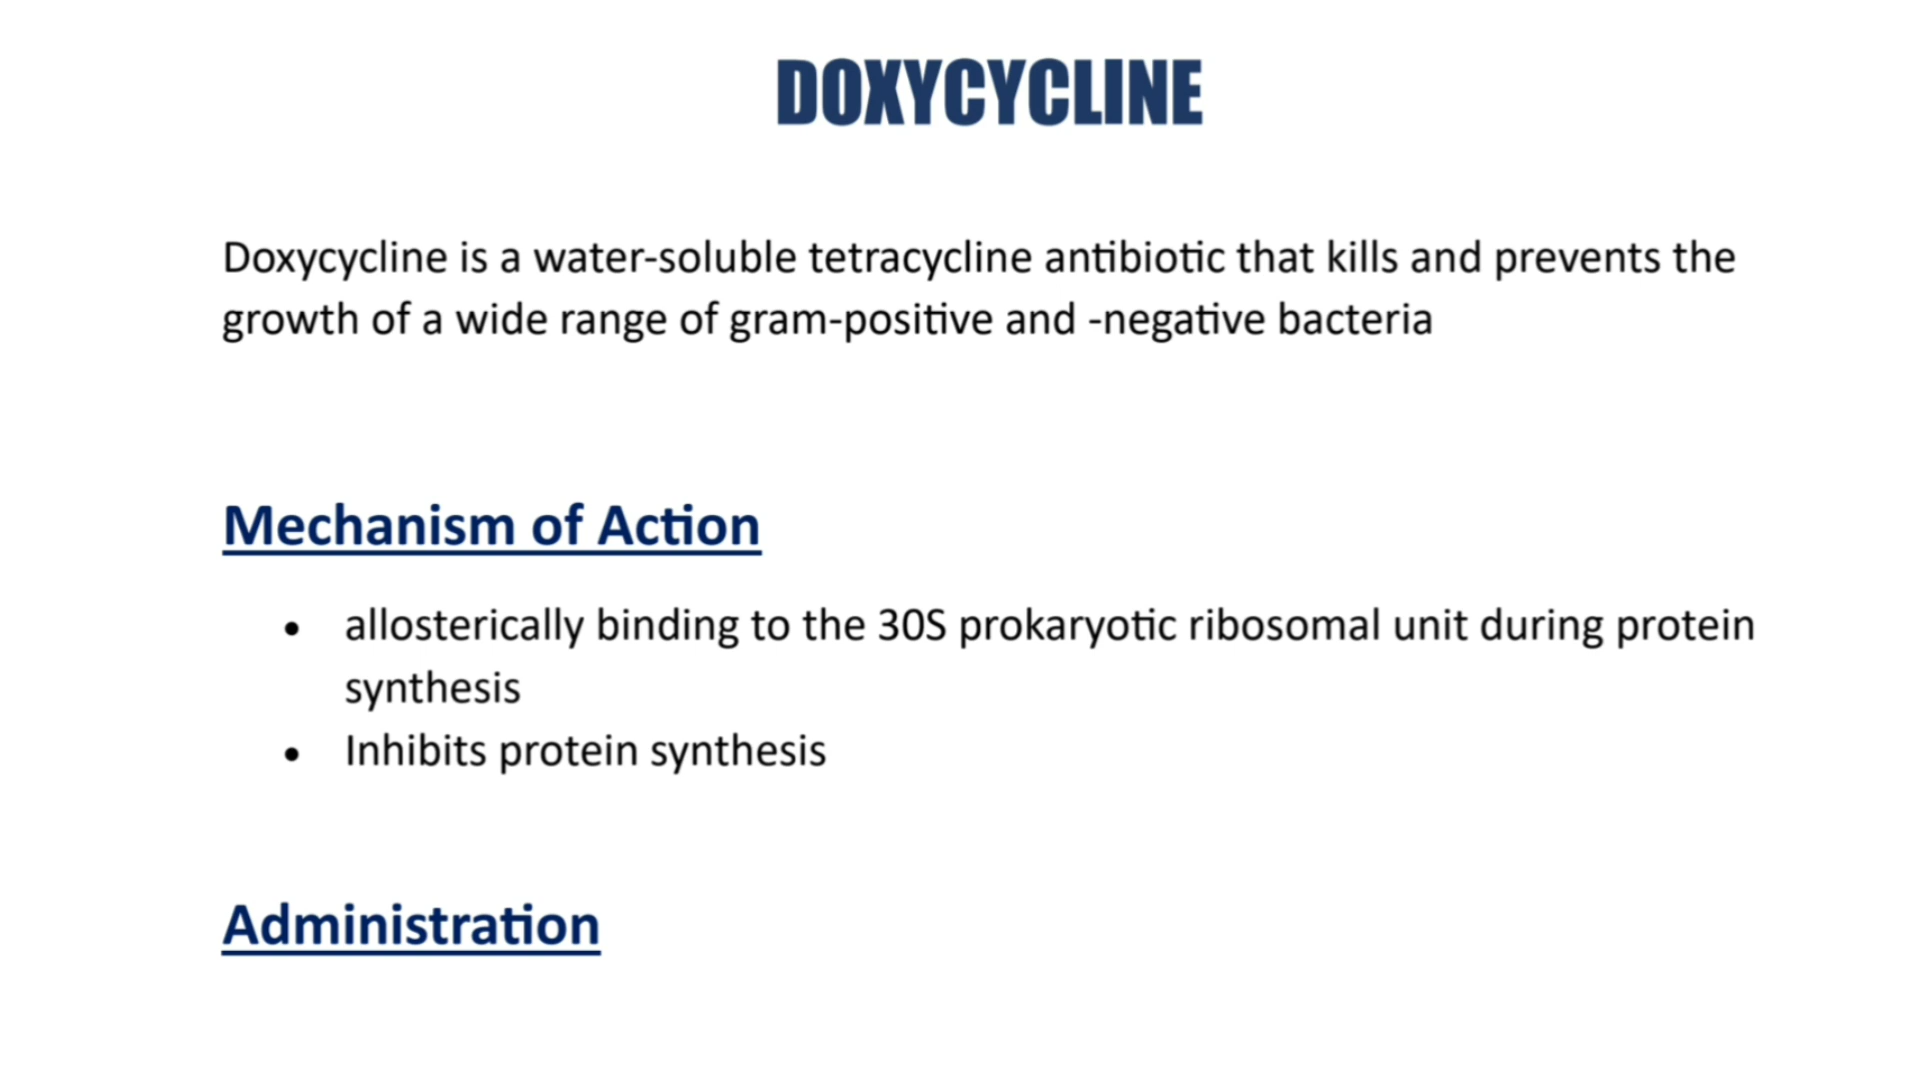 DOXYCYCLINE
Doxycycline is a water-soluble tetracycline antibiotic that kills and prevents the
growth of a wide range of gram-positive and -negative bacteria
Mechanism of Action
• allosterically binding to the 30S prokaryotic ribosomal unit during protein
synthesis
• Inhibits protein synthesis
Administration